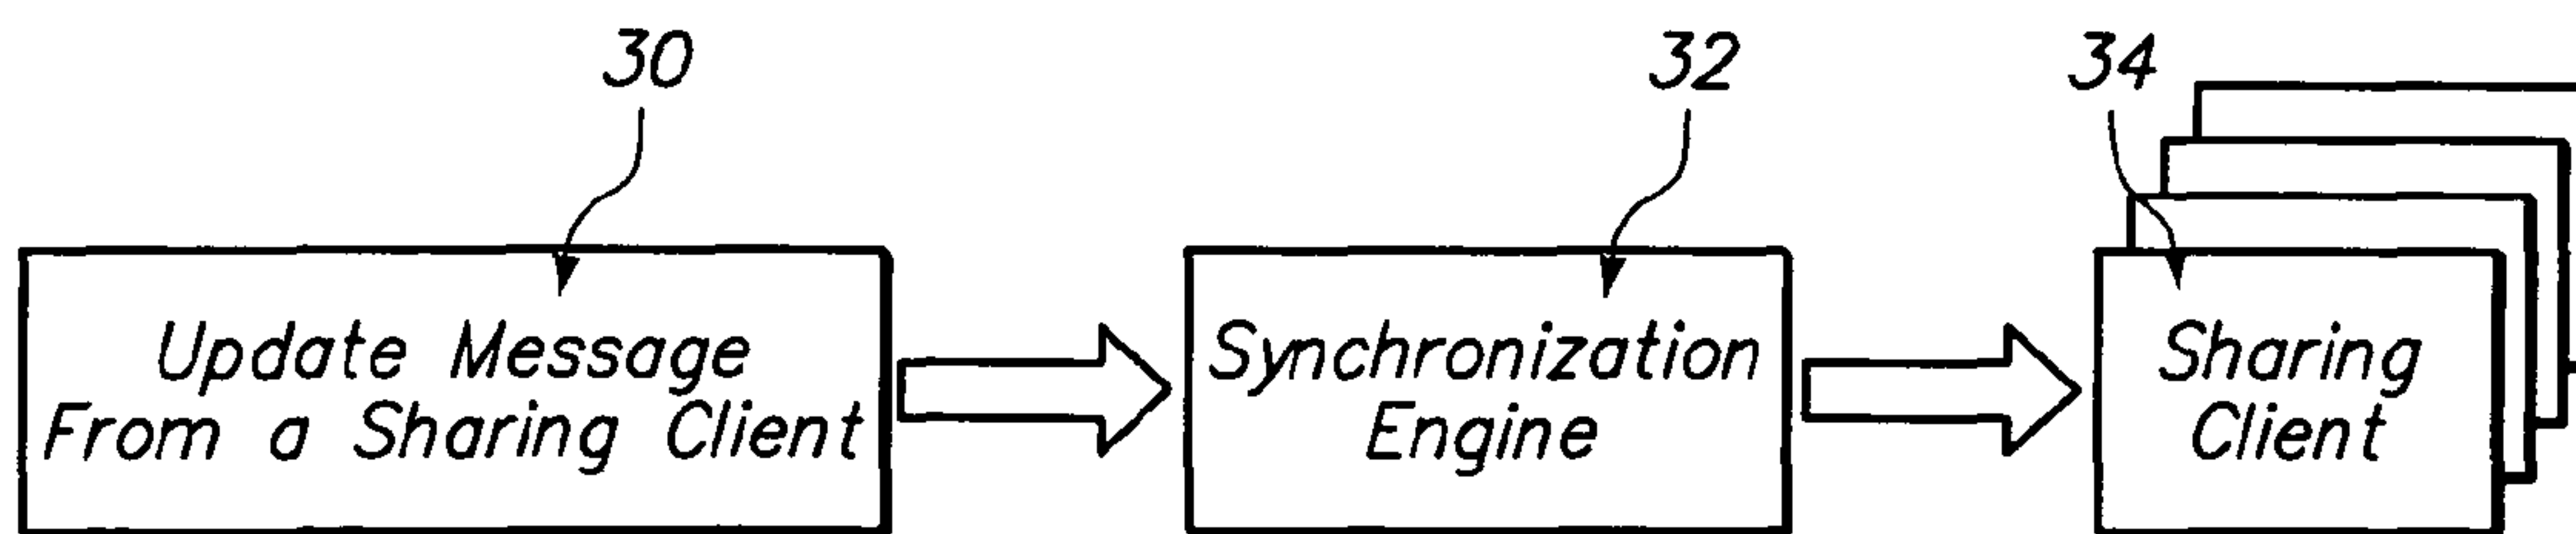 30
32
34
Update Message
From a Sharing Client
Synchronization
Engine
Sharing
Client